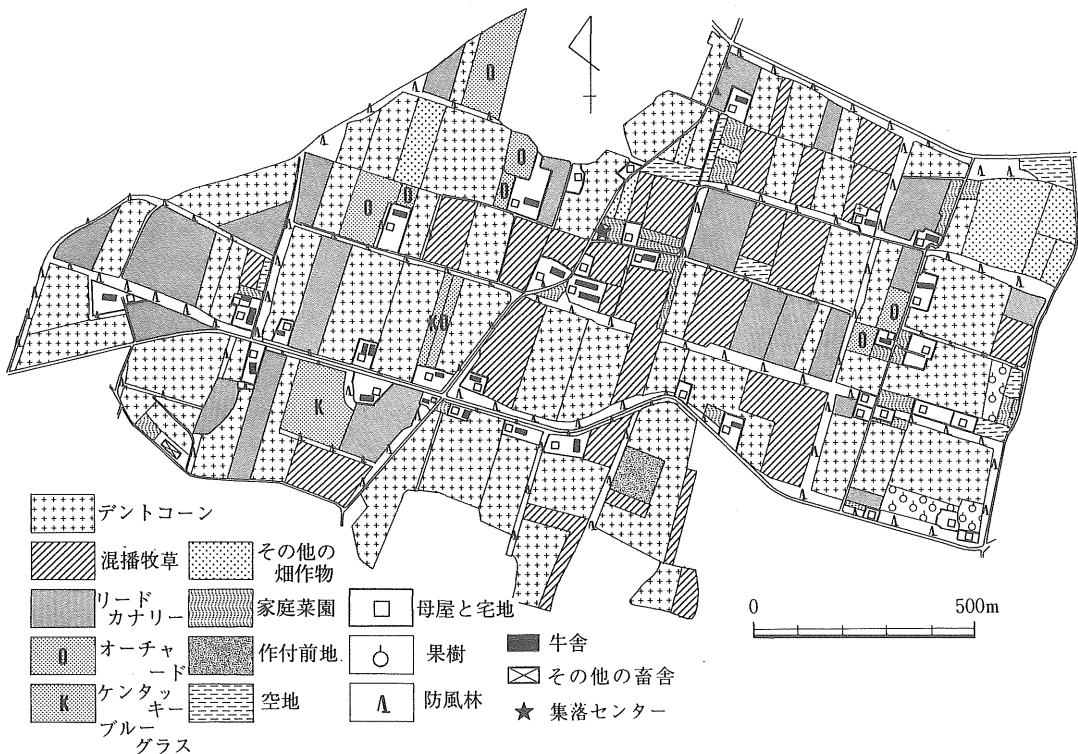 O
O
O
O
O
O
O
KO
K
デントコーン
混播牧草
その他の
畑作物
リード
カナリー
家庭菜園
母屋と宅地
O
オーチャ
ード
作付前地
果樹
K
ケンタッ
キー
ブルー
グラス
空地
防風林
牛舎
その他の畜舎
集落センター
0
500m